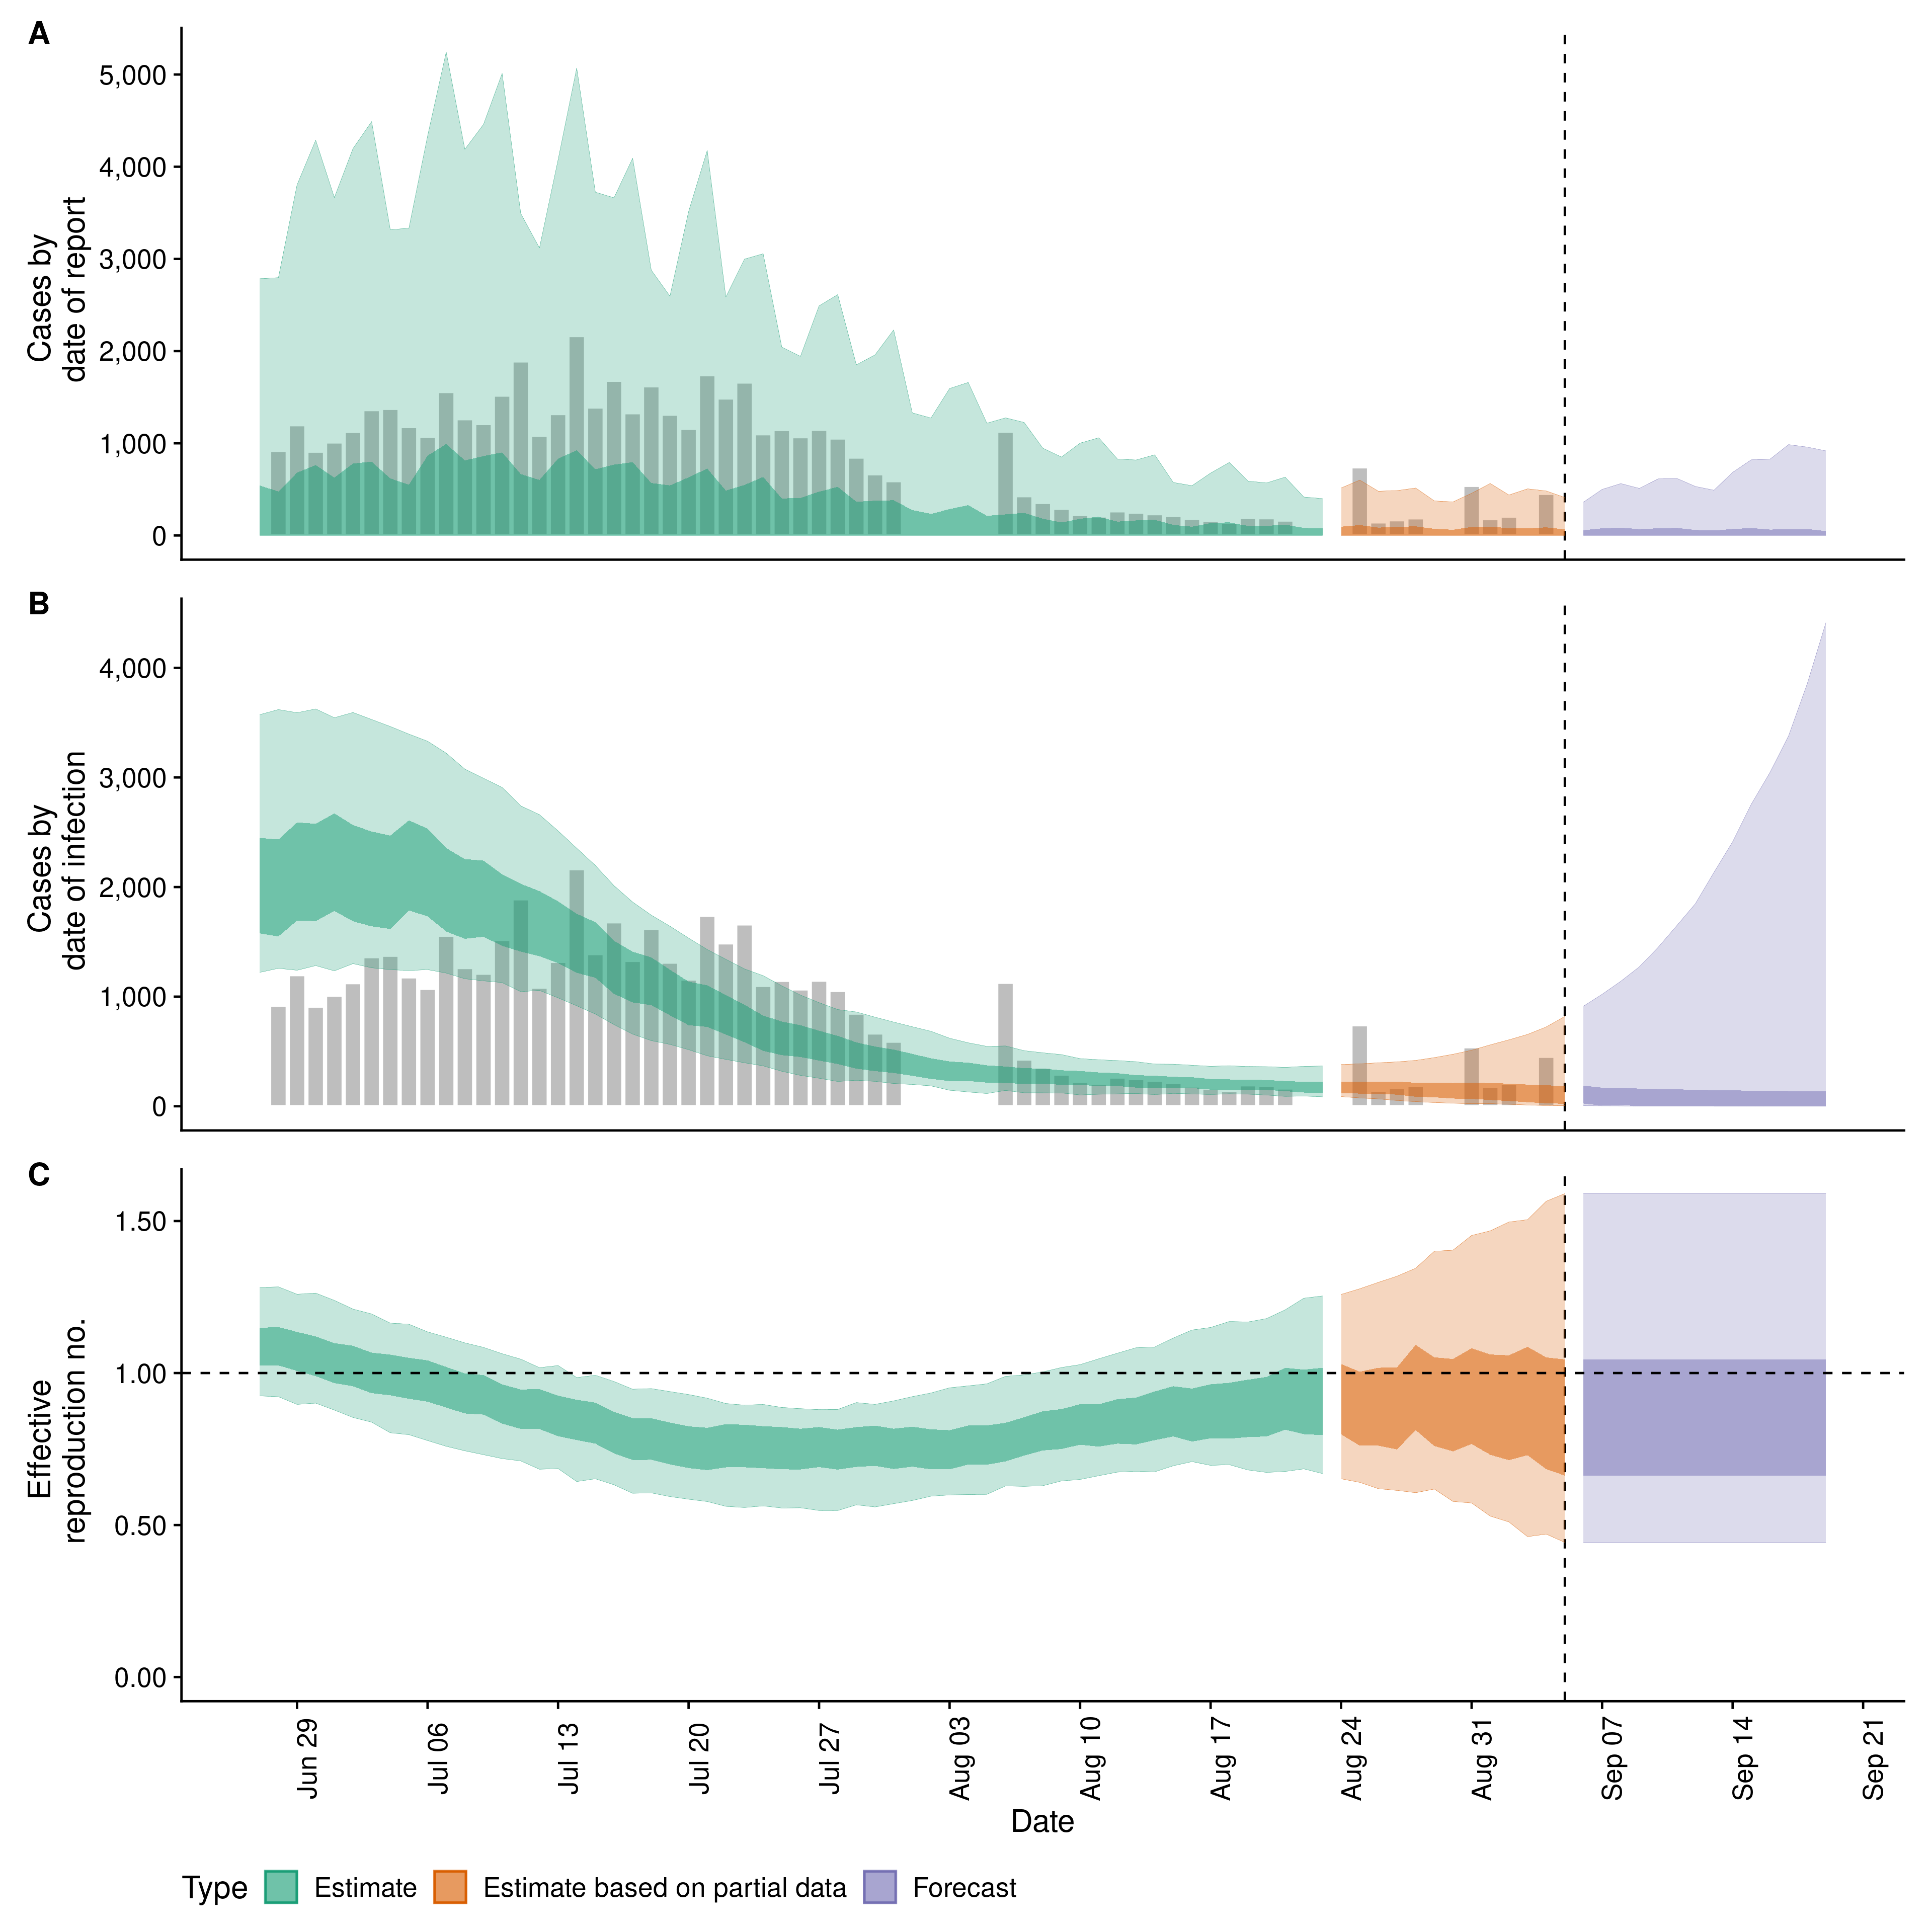 A
Cases by
date of report
5,000
4,000
3,000
2,000
1,000
0
B
Cases by
date of infection
4,000
3,000
2,000
1,000
0
C
Effective
reproduction no.
1.50
1.00
0.50
0.00
Jun 29
Jul 06
Jul 13
Jul 20
Jul 27
Aug 03
Aug 10
Aug 17
Aug 24
Aug 31
Sep 07
Sep 14
Sep 21
Date
Type Estimate Estimate based on partial data Forecast